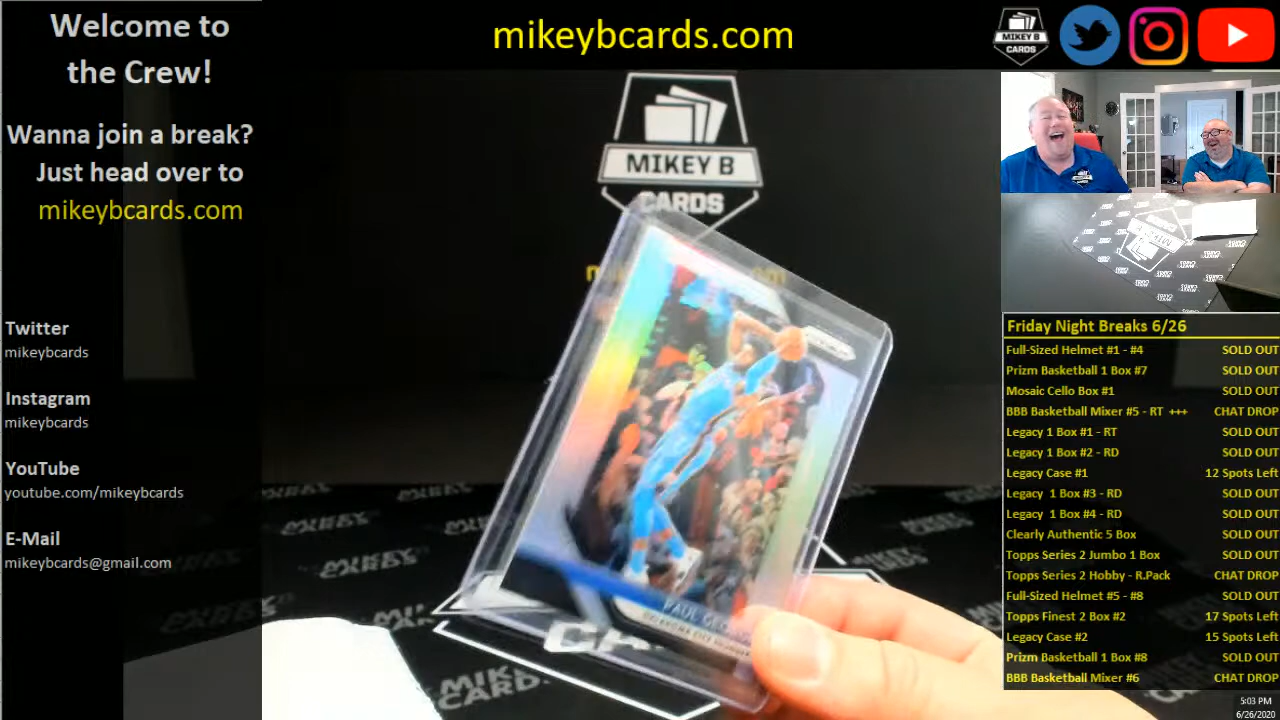 Welcome to
the Crew!
Wanna join a break?
Just head over to
mikeybcards.com
Twitter
mikeybcards
Instagram
mikeybcards
YouTube
youtube.com/mikeybcards
E-Mail
mikeybcards@gmail.com
mikeybcards.com
MIKEY B
CARDS
MIKEY B
CARDS
PAUL GEORGE
OKLAHOMA CITY THUNDER
MIKEY
CARDS
Friday Night Breaks 6/26
Full-Sized Helmet #1 - #4 SOLD OUT
Prizm Basketball 1 Box #7 SOLD OUT
Mosaic Cello Box #1 SOLD OUT
BBB Basketball Mixer #5 - RT +++ CHAT DROP
Legacy 1 Box #1 - RT SOLD OUT
Legacy 1 Box #2 - RD SOLD OUT
Legacy Case #1 12 Spots Left
Legacy 1 Box #3 - RD SOLD OUT
Legacy 1 Box #4 - RD SOLD OUT
Clearly Authentic 5 Box SOLD OUT
Topps Series 2 Jumbo 1 Box SOLD OUT
Topps Series 2 Hobby - R.Pack CHAT DROP
Full-Sized Helmet #5 - #8 SOLD OUT
Topps Finest 2 Box #2 17 Spots Left
Legacy Case #2 15 Spots Left
Prizm Basketball 1 Box #8 SOLD OUT
BBB Basketball Mixer #6 CHAT DROP
5:03 PM
6/26/2020